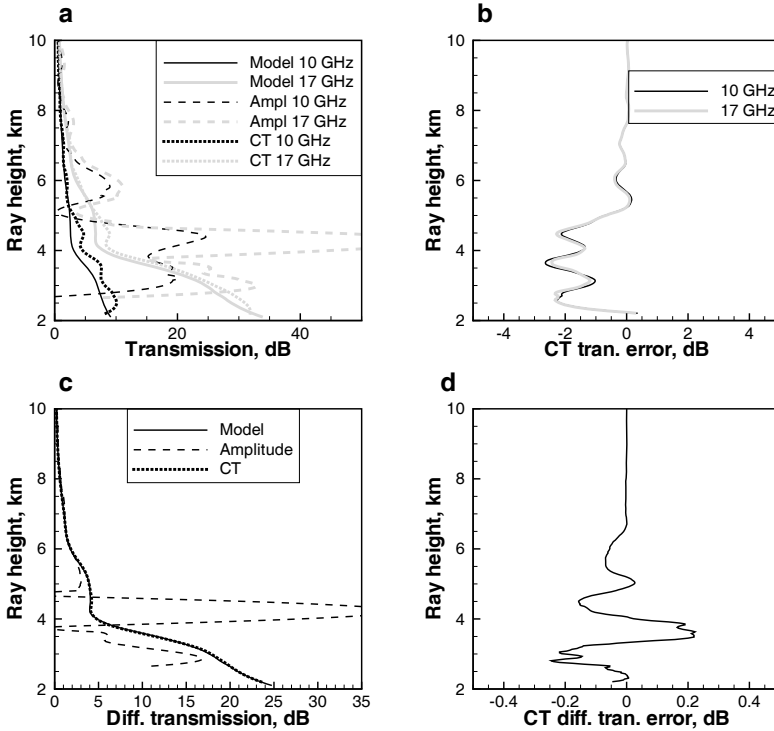 a
10
8
6
4
2
Ray height, km
0
20
40
Transmission, dB
Model 10 GHz
Model 17 GHz
Ampl 10 GHz
Ampl 17 GHz
CT 10 GHz
CT 17 GHz
b
10
8
6
4
2
Ray height, km
-4
-2
0
2
4
CT tran. error, dB
10 GHz
17 GHz
c
10
8
6
4
2
Ray height, km
0
5
10
15
20
25
30
35
Diff. transmission, dB
Model
Amplitude
CT
d
10
8
6
4
2
Ray height, km
-0.4
-0.2
0
0.2
0.4
CT diff. tran. error, dB